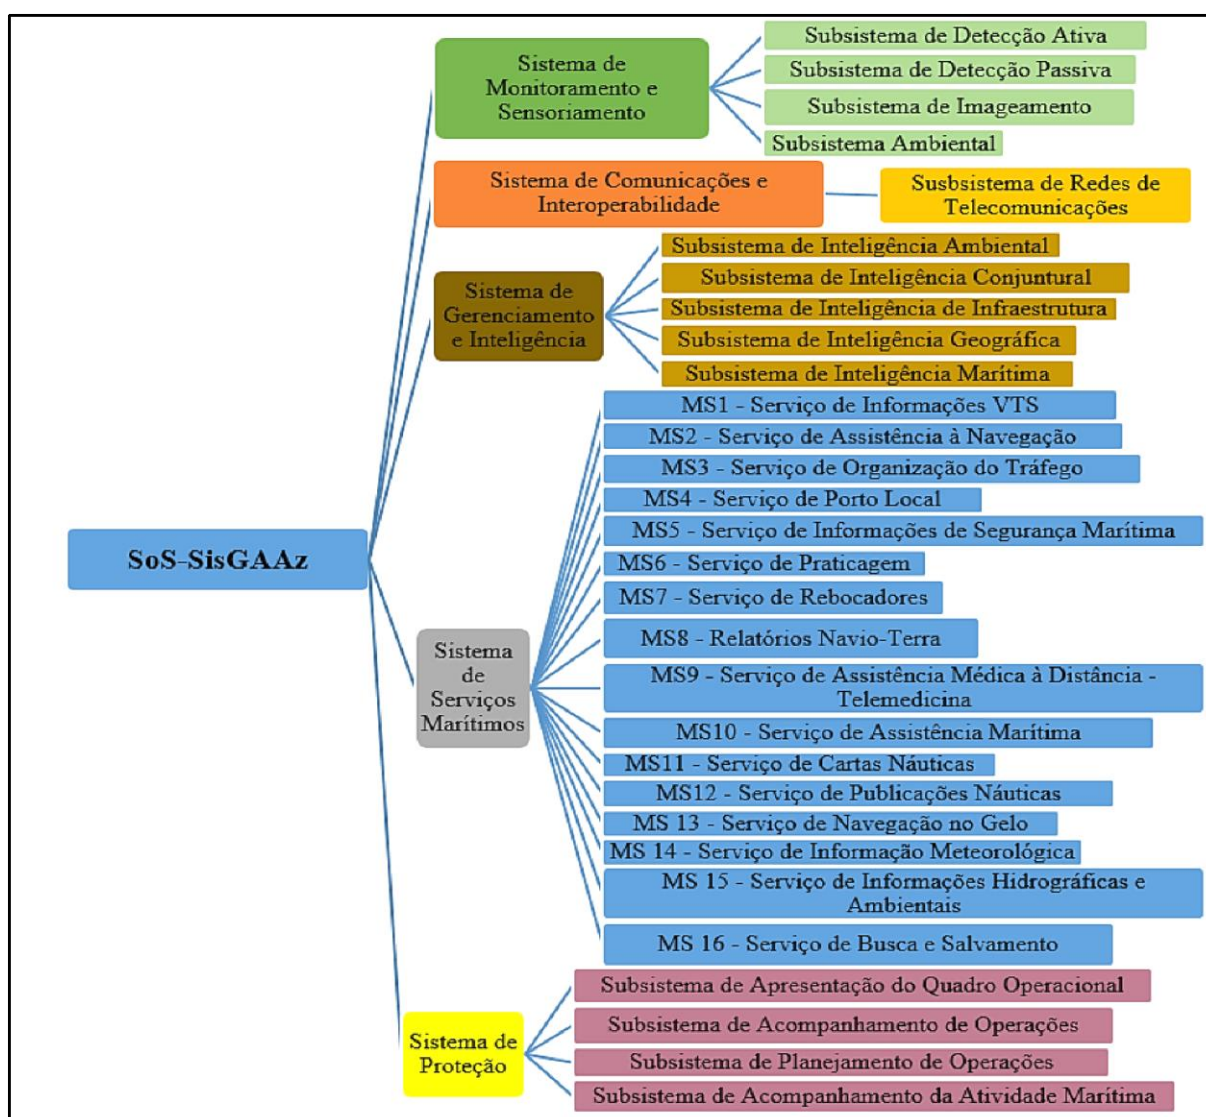 SoS-SisGAAz
Sistema de
Monitoramento e
Sensoriamento
Subsistema de Detecção Ativa
Subsistema de Detecção Passiva
Subsistema de Imageamento
Subsistema Ambiental
Sistema de Comunicações e
Interoperabilidade
Susbsistema de Redes de
Telecomunicações
Sistema de
Gerenciamento
e Inteligência
Subsistema de Inteligência Ambiental
Subsistema de Inteligência Conjuntural
Subsistema de Inteligência de Infraestrutura
Subsistema de Inteligência Geográfica
Subsistema de Inteligência Marítima
Sistema
de
Serviços
Marítimos
MS1 - Serviço de Informações VTS
MS2 - Serviço de Assistência à Navegação
MS3 - Serviço de Organização do Tráfego
MS4 - Serviço de Porto Local
MS5 - Serviço de Informações de Segurança Marítima
MS6 - Serviço de Praticagem
MS7 - Serviço de Rebocadores
MS8 - Relatórios Navio-Terra
MS9 - Serviço de Assistência Médica à Distância -
Telemedicina
MS10 - Serviço de Assistência Marítima
MS11 - Serviço de Cartas Náuticas
MS12 - Serviço de Publicações Náuticas
MS 13 - Serviço de Navegação no Gelo
MS 14 - Serviço de Informação Meteorológica
MS 15 - Serviço de Informações Hidrográficas e
Ambientais
MS 16 - Serviço de Busca e Salvamento
Sistema de
Proteção
Subsistema de Apresentação do Quadro Operacional
Subsistema de Acompanhamento de Operações
Subsistema de Planejamento de Operações
Subsistema de Acompanhamento da Atividade Marítima